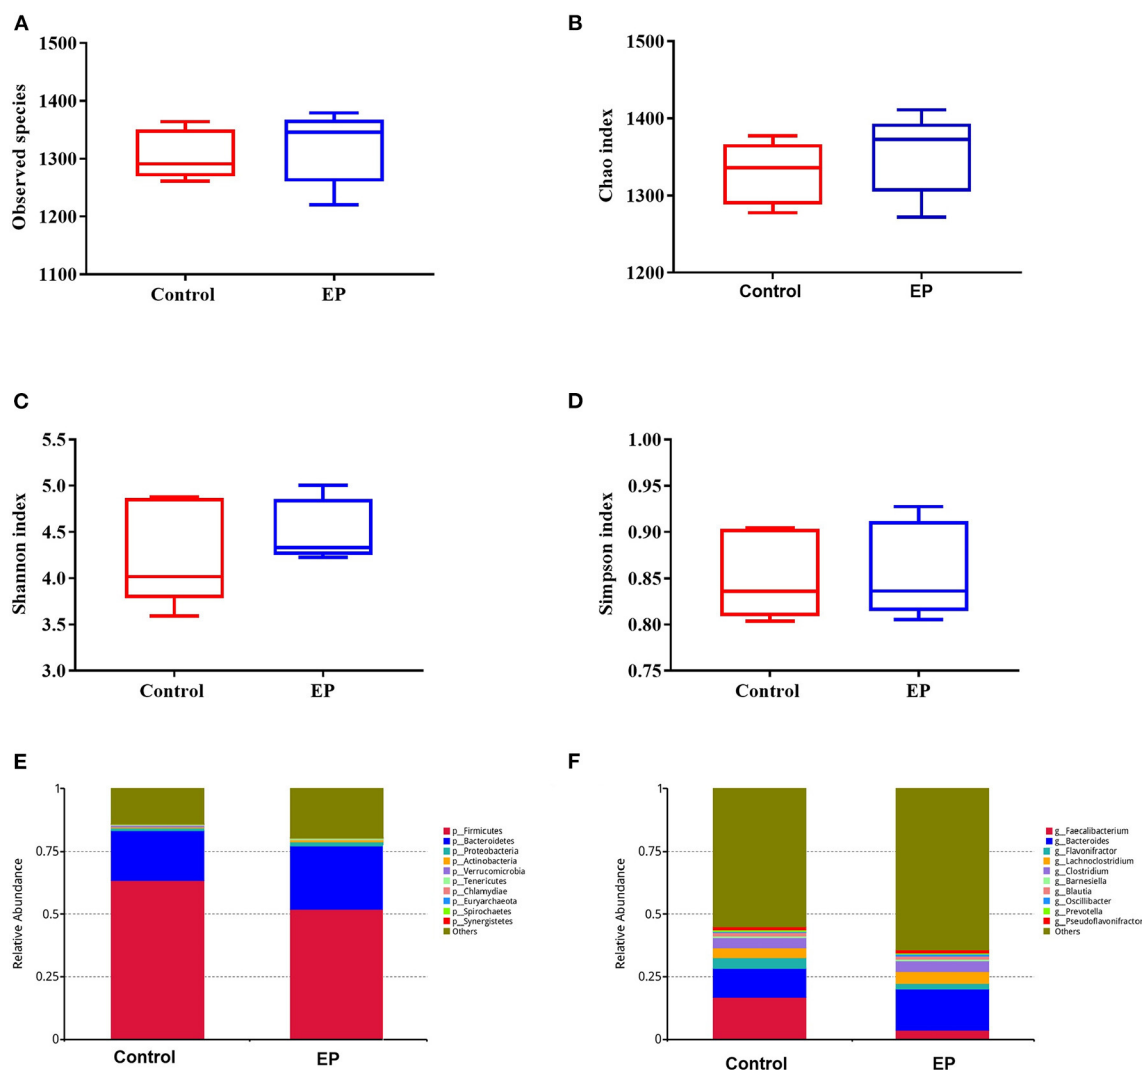 A
1500
1400
1300
1200
1100
Observed species
Control
EP
B
1500
1400
1300
1200
Chao index
Control
EP
C
5.5
5.0
4.5
4.0
3.5
3.0
Shannon index
Control
EP
D
1.00
0.95
0.90
0.85
0.80
0.75
Simpson index
Control
EP
E
1
0.75
0.5
0.25
0
Relative Abundance
Control
EP
p__Firmicutes
p__Bacteroidetes
p__Proteobacteria
p__Actinobacteria
p__Verrucomicrobia
p__Tenericutes
p__Chlamydiae
p__Euryarchaeota
p__Spirochaetes
p__Synergistetes
Others
F
1
0.75
0.5
0.25
0
Relative Abundance
Control
EP
g__Faecalibacterium
g__Bacteroides
g__Flavonifractor
g__Lachnoclostridium
g__Clostridium
g__Barnesiella
g__Blautia
g__Oscillibacter
g__Prevotella
g__Pseudoflavonifractor
Others